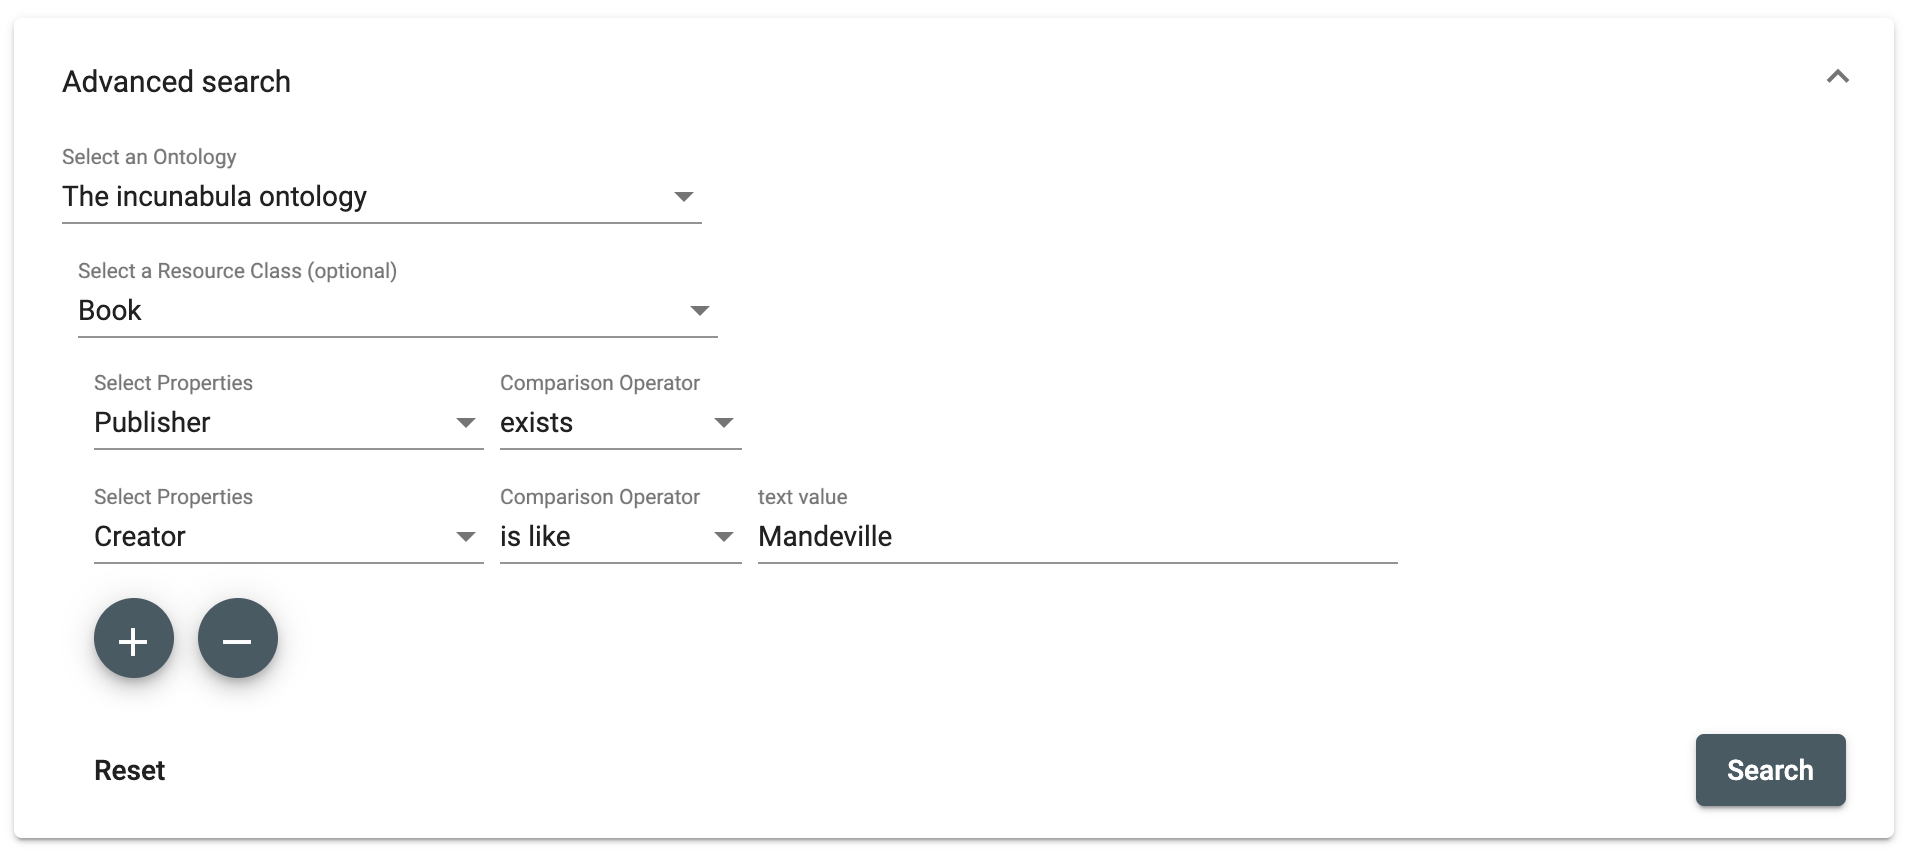 Advanced search
Select an Ontology
The incunabula ontology
Select a Resource Class (optional)
Book
Select Properties Comparison Operator
Publisher exists
Select Properties Comparison Operator text value
Creator is like Mandeville
Reset Search